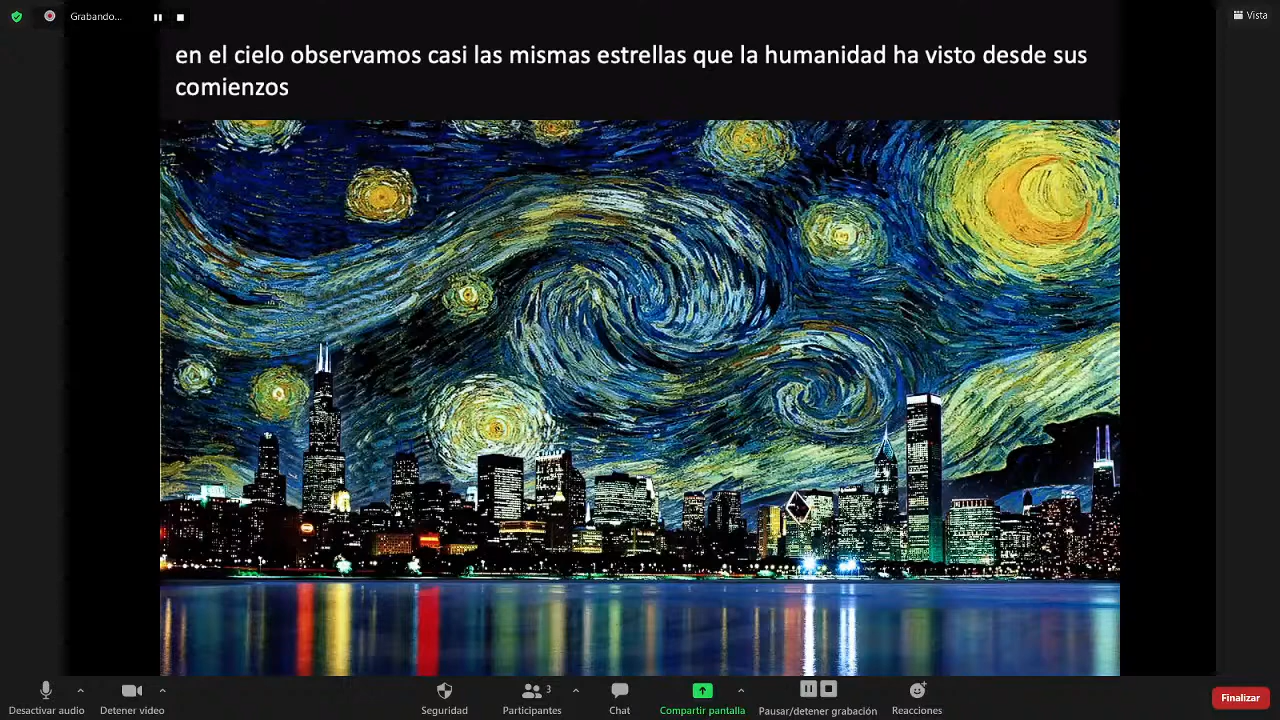 Grabando...
Vista
en el cielo observamos casi las mismas estrellas que la humanidad ha visto desde sus
comienzos
3
Desactivar audio
Detener video
Seguridad
Participantes
Chat
Compartir pantalla
Pausar/detener grabación
Reacciones
Finalizar